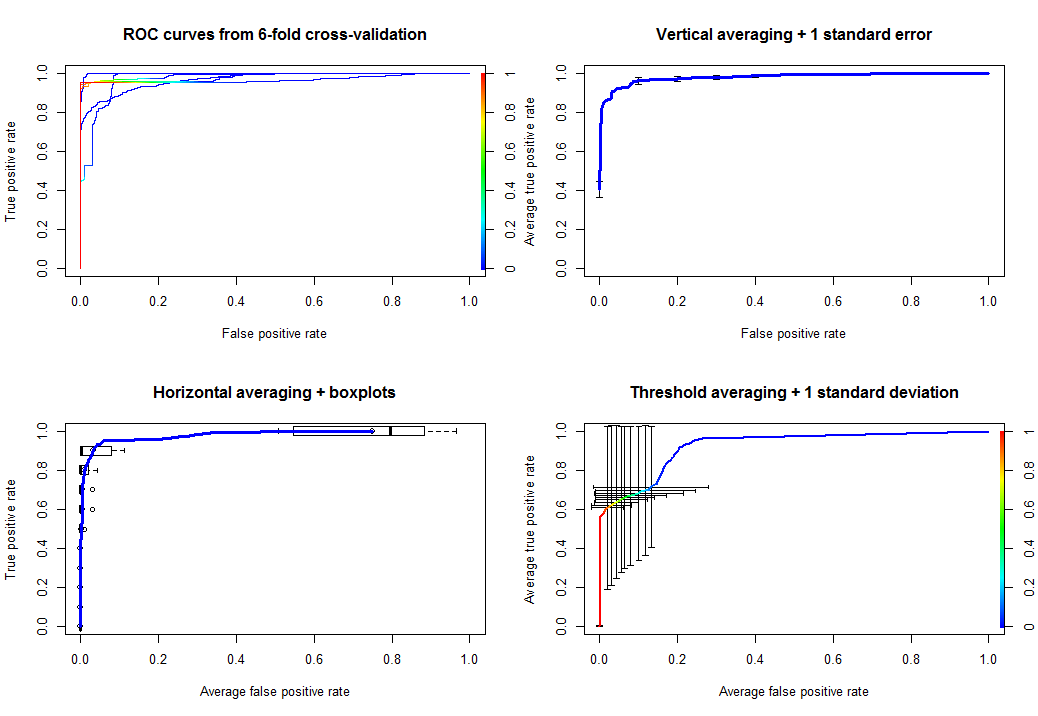 ROC curves from 6-fold cross-validation
True positive rate
0.0 0.2 0.4 0.6 0.8 1.0
0.0 0.2 0.4 0.6 0.8 1.0
False positive rate
0 0.2 0.4 0.6 0.8 1
Vertical averaging + 1 standard error
Average true positive rate
0.0 0.2 0.4 0.6 0.8 1.0
0.0 0.2 0.4 0.6 0.8 1.0
False positive rate
Horizontal averaging + boxplots
True positive rate
0.0 0.2 0.4 0.6 0.8 1.0
0.0 0.2 0.4 0.6 0.8 1.0
Average false positive rate
Threshold averaging + 1 standard deviation
Average true positive rate
0.0 0.2 0.4 0.6 0.8 1.0
0.0 0.2 0.4 0.6 0.8 1.0
Average false positive rate
0 0.2 0.4 0.6 0.8 1